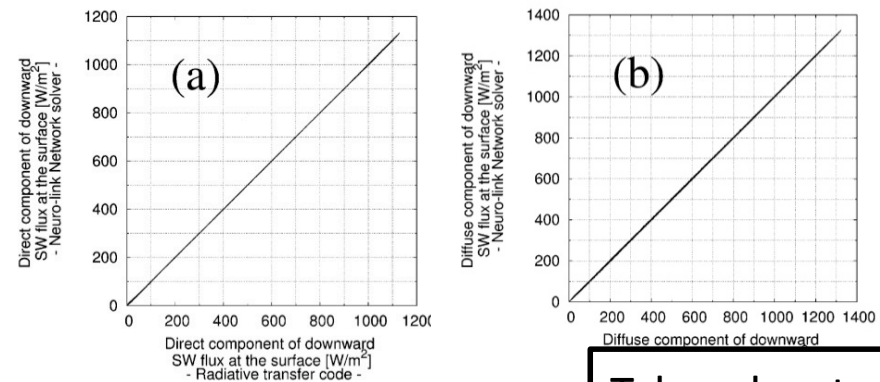 Direct component of downward
SW flux at the surface [W/m²]
- Neuro-link Network solver -
1200
1000
800
600
400
200
0
(a)
0 200 400 600 800 1000 120
Direct component of downward
SW flux at the surface [W/m²]
- Radiative transfer code -
Diffuse component of downward
SW flux at the surface [W/m²]
- Neuro-link Network solver -
1400
1200
1000
800
600
400
200
0
(b)
0 200 400 600 800 1000 1200 1400
Diffuse component of downward